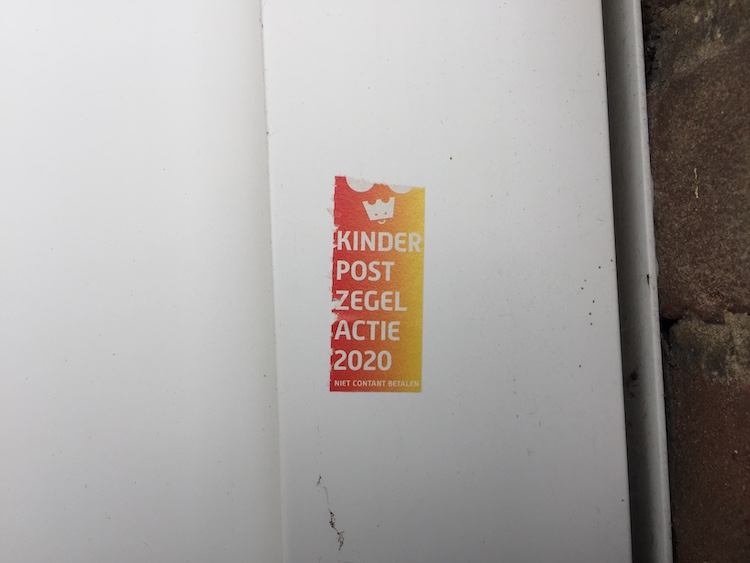 KINDER
POST
ZEGEL
ACTIE
2020
NIET CONTANT BETALEN